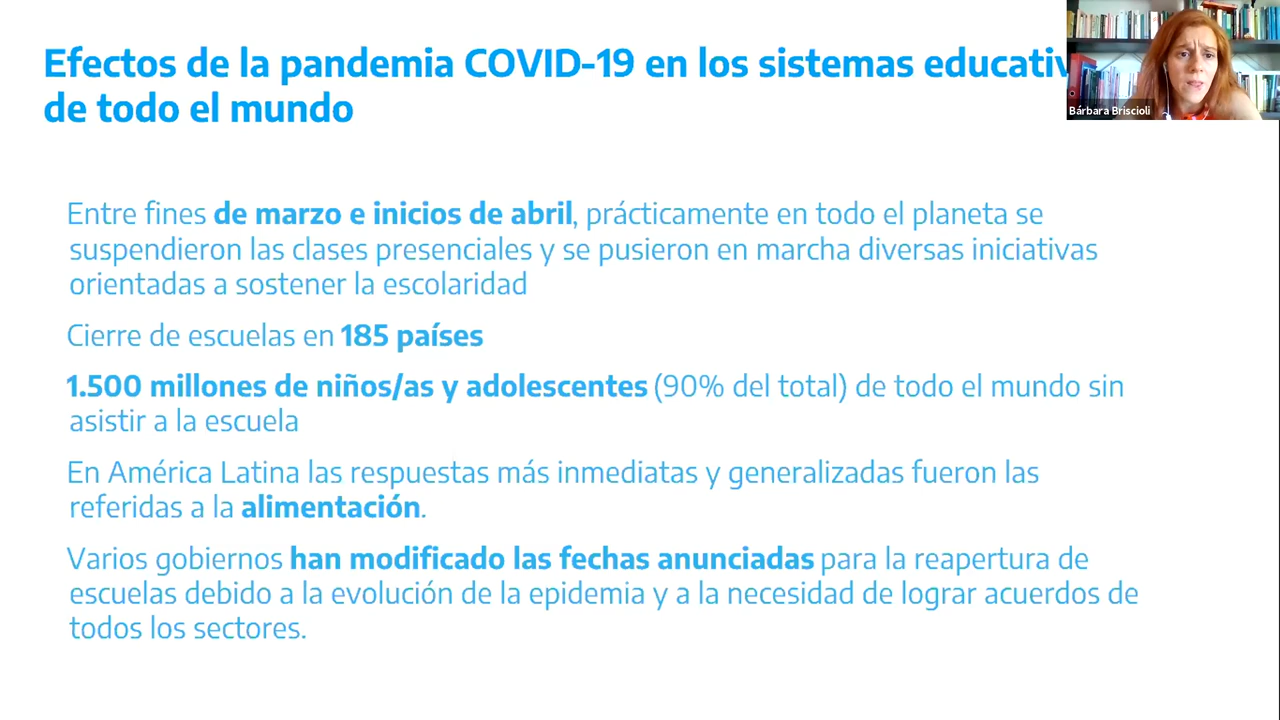 Efectos de la pandemia COVID-19 en los sistemas
de todo el mundo
Bárbara Briscioli
Entre fines de marzo e inicios de abril, prácticamente en todo el planeta se
suspendieron las clases presenciales y se pusieron en marcha diversas iniciativas
orientadas a sostener la escolaridad
Cierre de escuelas en 185 países
1.500 millones de niños/as y adolescentes (90% del total) de todo el mundo sin
asistir a la escuela
En América Latina las respuestas más inmediatas y generalizadas fueron las
referidas a la alimentación.
Varios gobiernos han modificado las fechas anunciadas para la reapertura de
escuelas debido a la evolución de la epidemia y a la necesidad de lograr acuerdos de
todos los sectores.